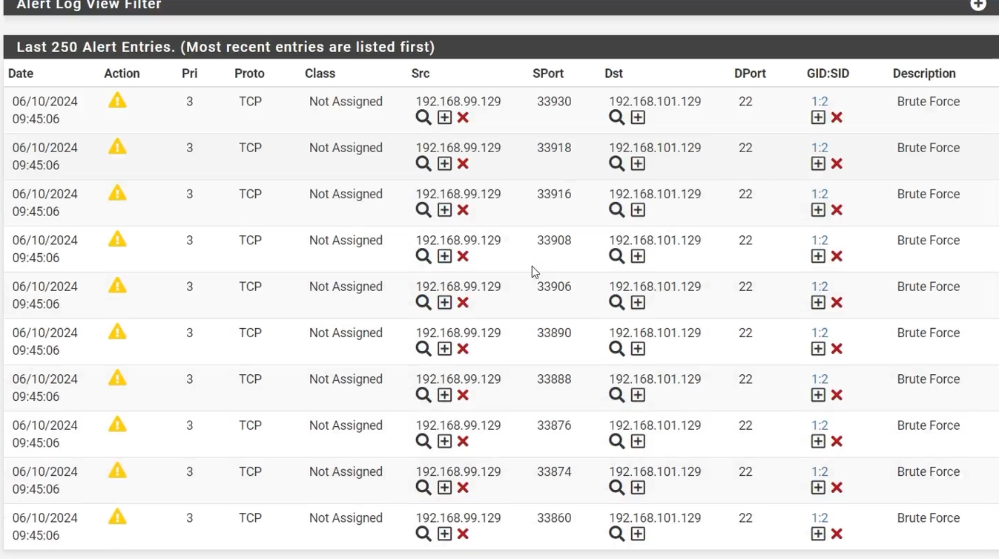 Alert Log View Filter
Last 250 Alert Entries. (Most recent entries are listed first)
Date Action Pri Proto Class Src SPort Dst DPort GID:SID Description
06/10/2024 3 TCP Not Assigned 192.168.99.129 33930 192.168.101.129 22 1:2 Brute Force
09:45:06
06/10/2024 3 TCP Not Assigned 192.168.99.129 33918 192.168.101.129 22 1:2 Brute Force
09:45:06
06/10/2024 3 TCP Not Assigned 192.168.99.129 33916 192.168.101.129 22 1:2 Brute Force
09:45:06
06/10/2024 3 TCP Not Assigned 192.168.99.129 33908 192.168.101.129 22 1:2 Brute Force
09:45:06
06/10/2024 3 TCP Not Assigned 192.168.99.129 33906 192.168.101.129 22 1:2 Brute Force
09:45:06
06/10/2024 3 TCP Not Assigned 192.168.99.129 33890 192.168.101.129 22 1:2 Brute Force
09:45:06
06/10/2024 3 TCP Not Assigned 192.168.99.129 33888 192.168.101.129 22 1:2 Brute Force
09:45:06
06/10/2024 3 TCP Not Assigned 192.168.99.129 33876 192.168.101.129 22 1:2 Brute Force
09:45:06
06/10/2024 3 TCP Not Assigned 192.168.99.129 33874 192.168.101.129 22 1:2 Brute Force
09:45:06
06/10/2024 3 TCP Not Assigned 192.168.99.129 33860 192.168.101.129 22 1:2 Brute Force
09:45:06